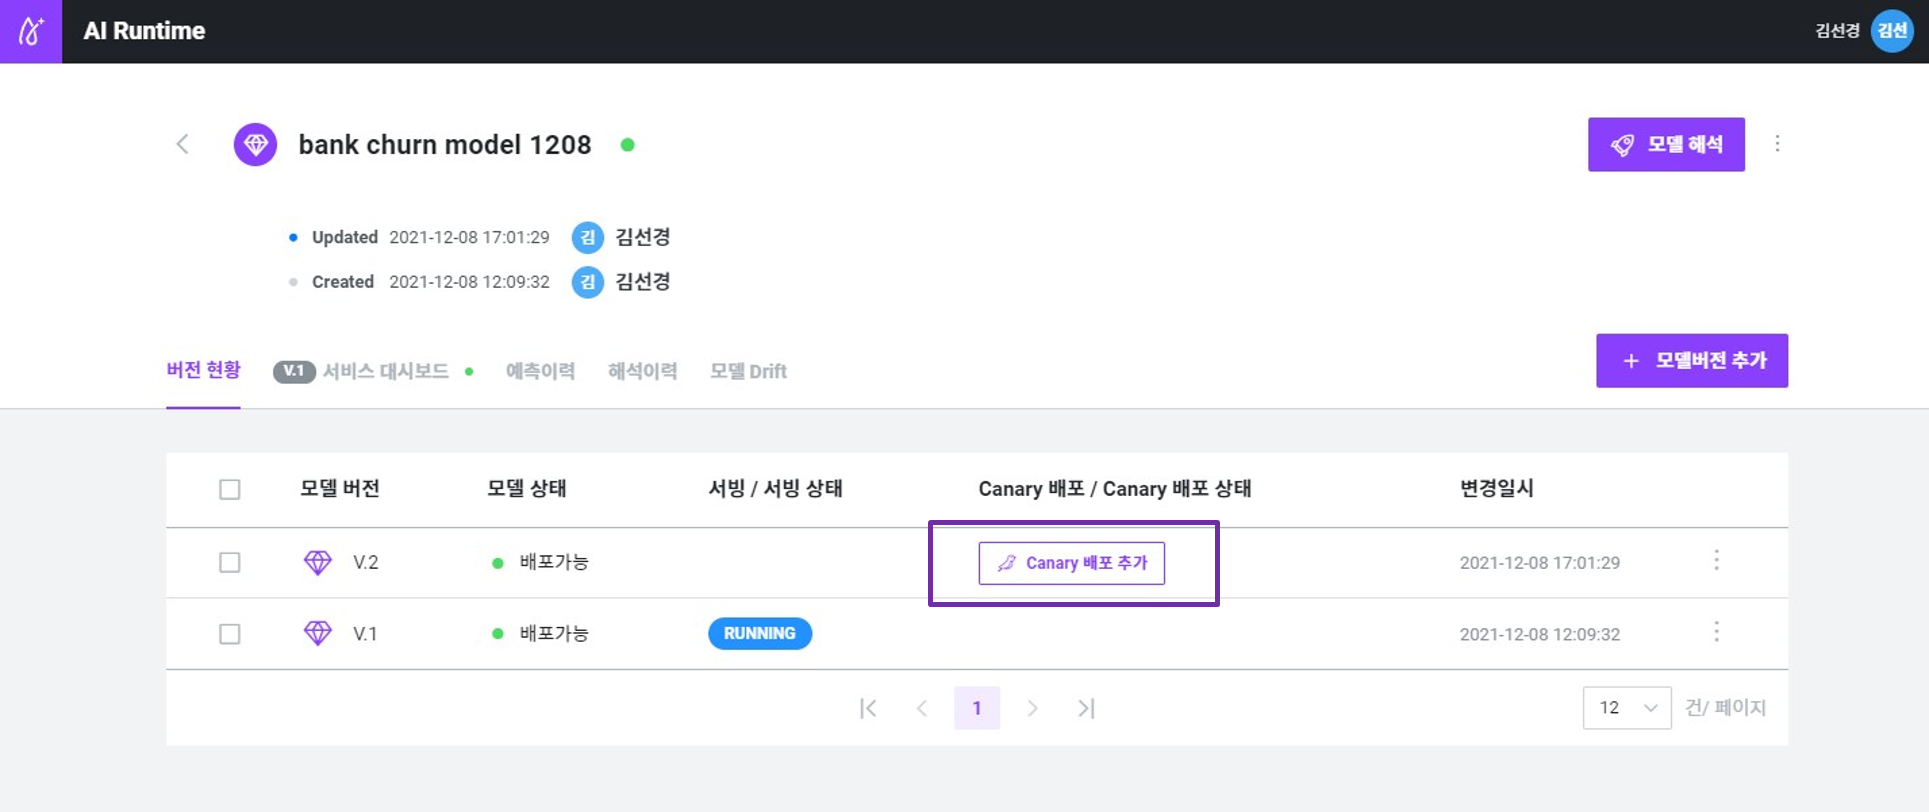 AI Runtime
김선경 김선
bank churn model 1208
모델 해석
Updated 2021-12-08 17:01:29 김 김선경
Created 2021-12-08 12:09:32 김 김선경
버전 현황 V.1 서비스 대시보드 예측이력 해석이력 모델 Drift
+ 모델버전 추가
모델 버전 모델 상태 서빙 / 서빙 상태 Canary 배포 / Canary 배포 상태 변경일시
V.2 배포가능 Canary 배포 추가 2021-12-08 17:01:29
V.1 배포가능 RUNNING 2021-12-08 12:09:32
1 12 건/ 페이지